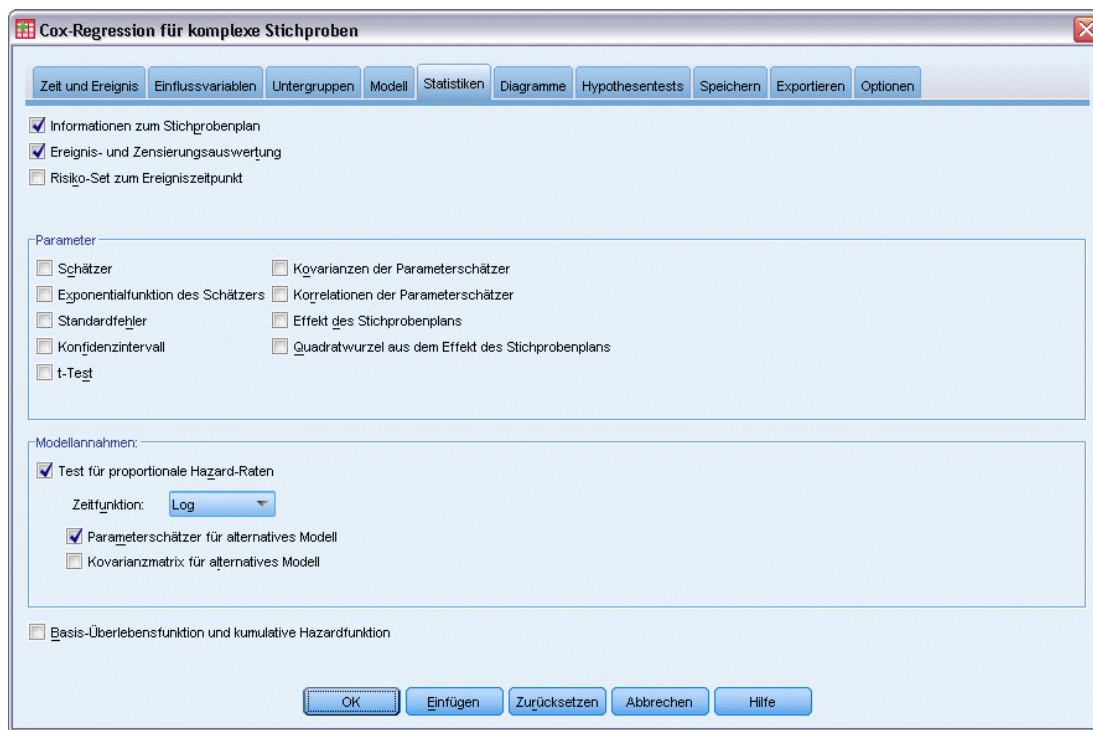 Cox-Regression für komplexe Stichproben
Zeit und Ereignis Einflussvariablen Untergruppen Modell Statistiken Diagramme Hypothesentests Speichern Exportieren Optionen
Informationen zum Stichprobenplan
Ereignis- und Zensierungsauswertung
Risiko-Set zum Ereigniszeitpunkt
Parameter
Schätzer Kovarianzen der Parameterschätzer
Exponentialfunktion des Schätzers Korrelationen der Parameterschätzer
Standardfehler Effekt des Stichprobenplans
Konfidenzintervall Quadratwurzel aus dem Effekt des Stichprobenplans
t-Test
Modellannahmen:
Test für proportionale Hazard-Raten
Zeitfunktion: Log
Parameterschätzer für alternatives Modell
Kovarianzmatrix für alternatives Modell
Basis-Überlebensfunktion und kumulative Hazardfunktion
OK Einfügen Zurücksetzen Abbrechen Hilfe